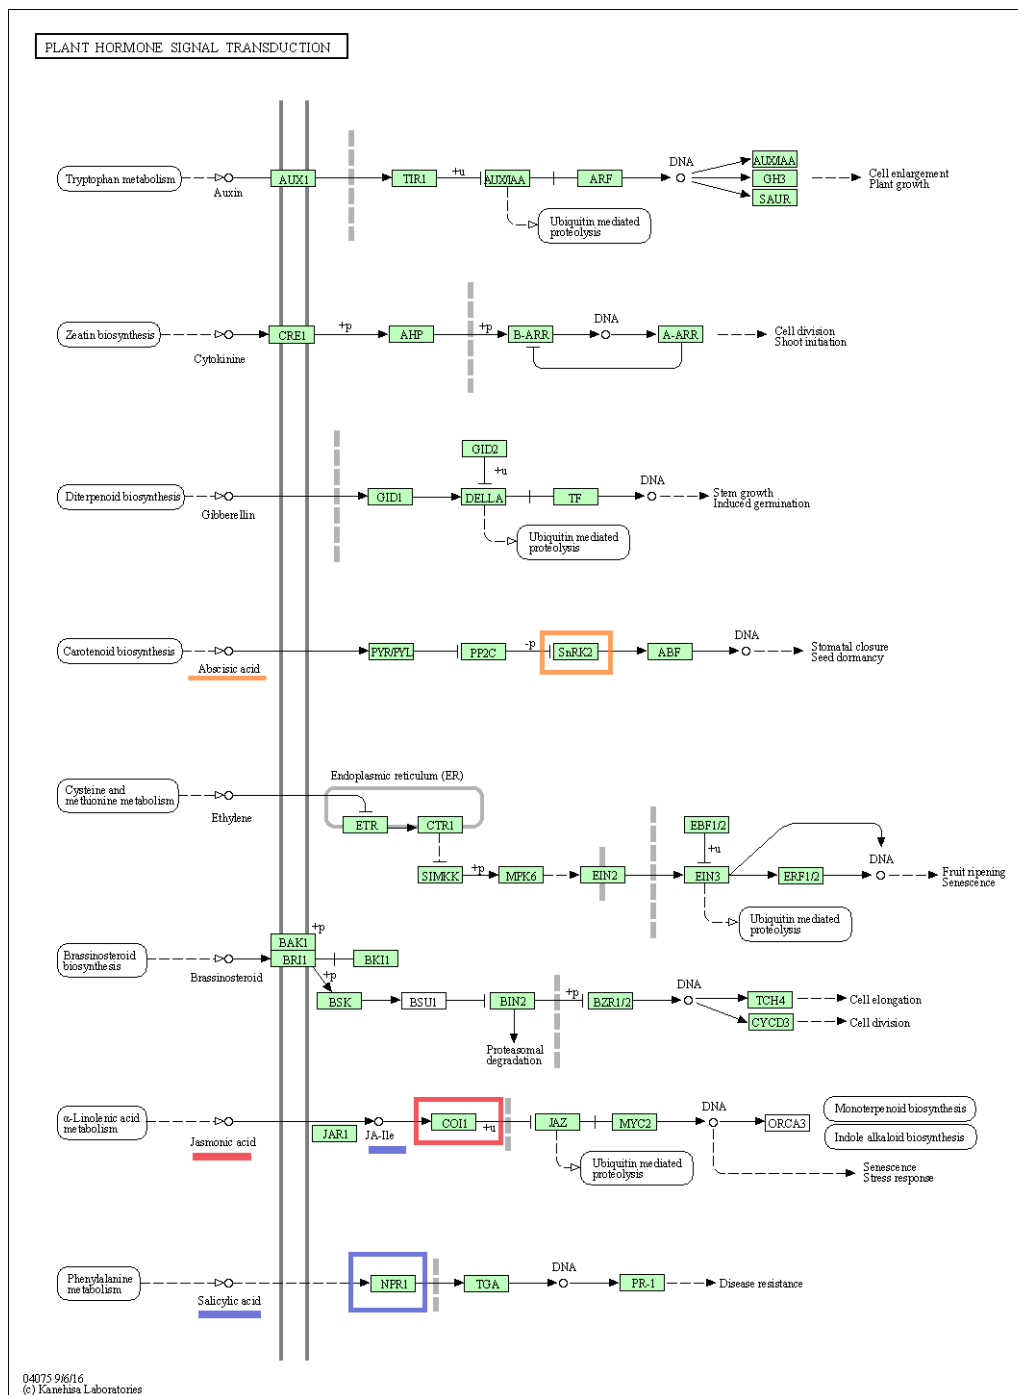 PLANT HORMONE SIGNAL TRANSDUCTION
Tryptophan metabolism
Auxin
AUX1
TIR1
+u
AUX/IAA
ARF
DNA
AUX/IAA
GH3
SAUR
Cell enlargement
Plant growth
Ubiquitin mediated
proteolysis
Zeatin biosynthesis
Cytokinine
CRE1
+p
AHP
+p
B-ARR
DNA
A-ARR
Cell division
Shoot initiation
Diterpenoid biosynthesis
Gibberellin
GID1
GID2
+u
DELLA
TF
DNA
Stem growth
Induced germination
Ubiquitin mediated
proteolysis
Carotenoid biosynthesis
Abscisic acid
PYR/PYL
PP2C
-p
SnRK2
ABF
DNA
Stomatal closure
Seed dormancy
Cysteine and
methionine metabolism
Ethylene
Endoplasmic reticulum (ER)
ETR
CTR1
SIMKK
+p
MPK6
EIN2
EBF1/2
+u
EIN3
ERF1/2
DNA
Fruit ripening
Senescence
Ubiquitin mediated
proteolysis
Brassinosteroid
biosynthesis
Brassinosteroid
BAK1
+p
BRI1
BKI1
+p
BSK
BSU1
BIN2
+p
BZR1/2
DNA
TCH4
Cell elongation
CYCD3
Cell division
Proteasomal
degradation
α-Linolenic acid
metabolism
Jasmonic acid
JAR1
JA-Ile
COI1
+u
JAZ
MYC2
DNA
ORCA3
Monoterpenoid biosynthesis
Indole alkaloid biosynthesis
Ubiquitin mediated
proteolysis
Senescence
Stress response
Phenylalanine
metabolism
Salicylic acid
NPR1
TGA
DNA
PR-1
Disease resistance
04075 9/6/16
(c) Kanehisa Laboratories